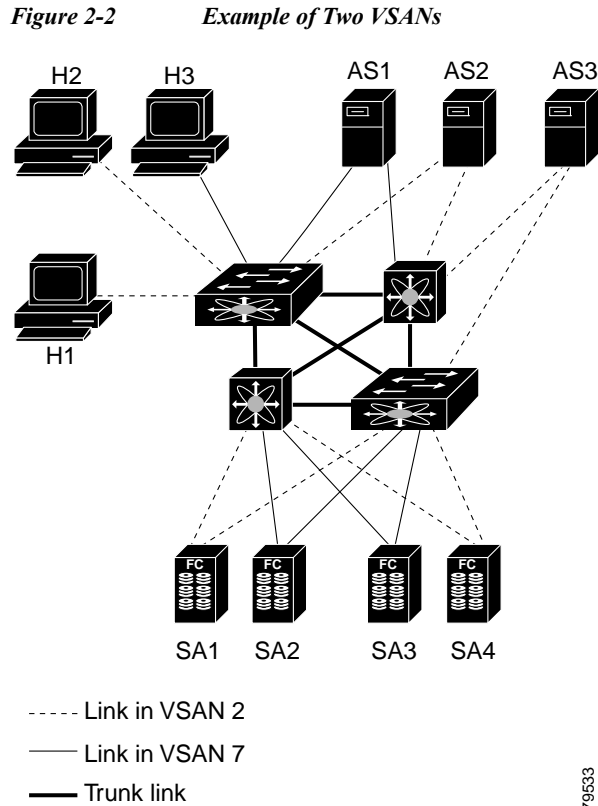 Figure 2-2 Example of Two VSANs
H2 H3 AS1 AS2 AS3
H1
FC FC FC FC
SA1 SA2 SA3 SA4
Link in VSAN 2
Link in VSAN 7
Trunk link
79533